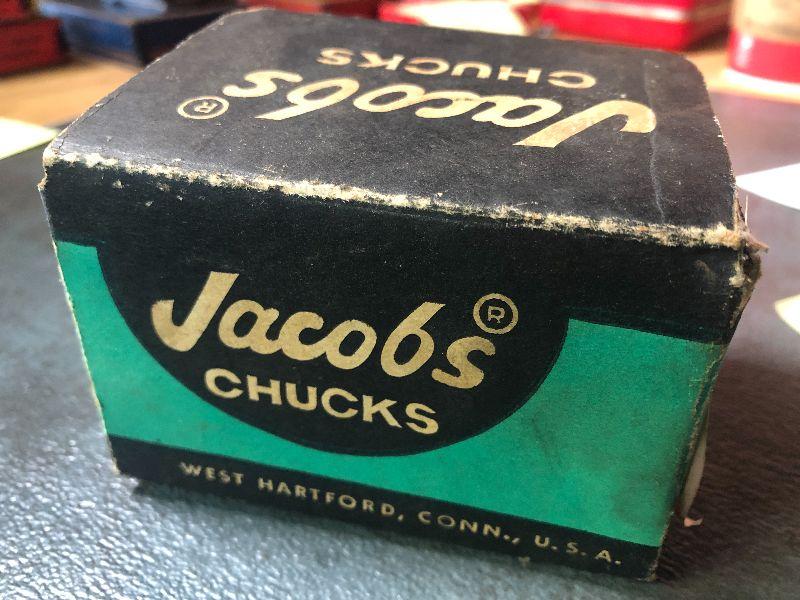 Jacobs ®
CHUCKS
Jacobs ®
CHUCKS
WEST HARTFORD, CONN., U.S.A.